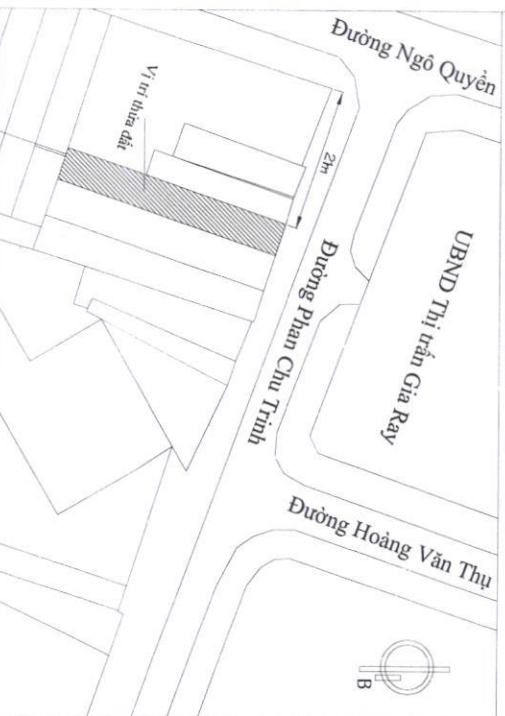 Đường Ngô Quyền
Vị trí thửa đất
2m
UBND Thị trấn Gia Ray
Đường Phan Chu Trinh
Đường Hoàng Văn Thụ
B